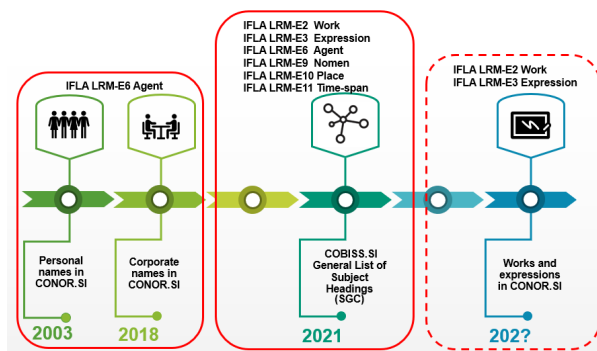 IFLA LRM-E6 Agent
Personal
names in
CONOR.SI
2003
Corporate
names in
CONOR.SI
2018
IFLA LRM-E2 Work
IFLA LRM-E3 Expression
IFLA LRM-E6 Agent
IFLA LRM-E9 Nomen
IFLA LRM-E10 Place
IFLA LRM-E11 Time-span
COBISS.SI
General List of
Subject
Headings
(SGC)
2021
IFLA LRM-E2 Work
IFLA LRM-E3 Expression
Works and
expressions
in CONOR.SI
202?